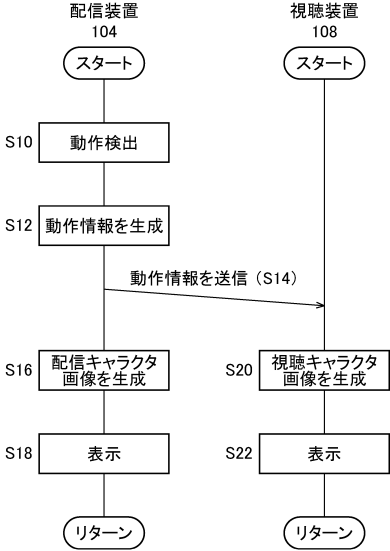 配信装置
104
視聴装置
108
スタート
スタート
S10
動作検出
S12
動作情報を生成
動作情報を送信（S14）
S16
配信キャラクタ
画像を生成
S20
視聴キャラクタ
画像を生成
S18
表示
S22
表示
リターン
リターン